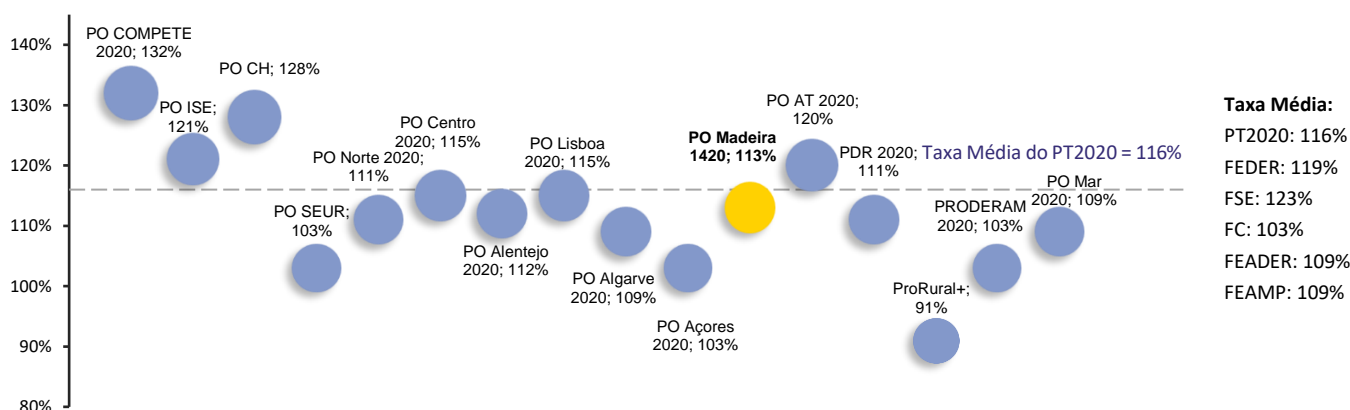 140%
130%
120%
110%
100%
90%
80%
PO COMPETE
2020; 132%
PO ISE;
121%
PO CH; 128%
PO SEUR;
103%
PO Norte 2020;
111%
PO Centro
2020; 115%
PO Alentejo
2020; 112%
PO Lisboa
2020; 115%
PO Algarve
2020; 109%
PO Açores
2020; 103%
PO Madeira
1420; 113%
PO AT 2020;
120%
PDR 2020;
111%
Taxa Média do PT2020 = 116%
ProRural+;
91%
PRODERAM
2020; 103%
PO Mar
2020; 109%
Taxa Média:
PT2020: 116%
FEDER: 119%
FSE: 123%
FC: 103%
FEADER: 109%
FEAMP: 109%